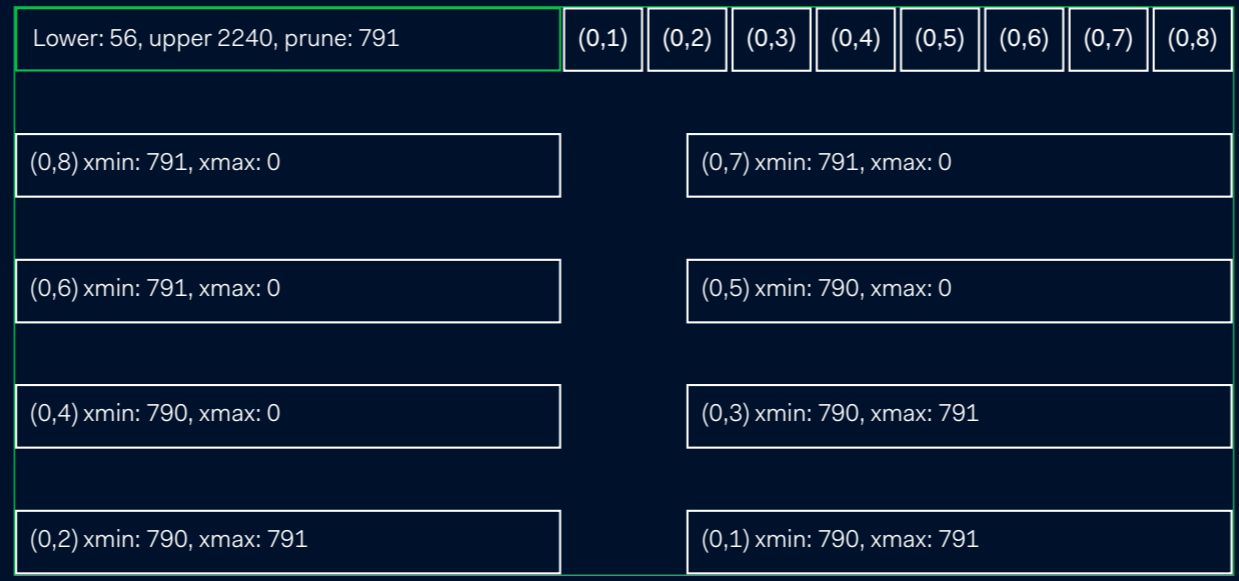 Lower: 56, upper 2240, prune: 791 (0,1) (0,2) (0,3) (0,4) (0,5) (0,6) (0,7) (0,8)
(0,8) xmin: 791, xmax: 0 (0,7) xmin: 791, xmax: 0
(0,6) xmin: 791, xmax: 0 (0,5) xmin: 790, xmax: 0
(0,4) xmin: 790, xmax: 0 (0,3) xmin: 790, xmax: 791
(0,2) xmin: 790, xmax: 791 (0,1) xmin: 790, xmax: 791